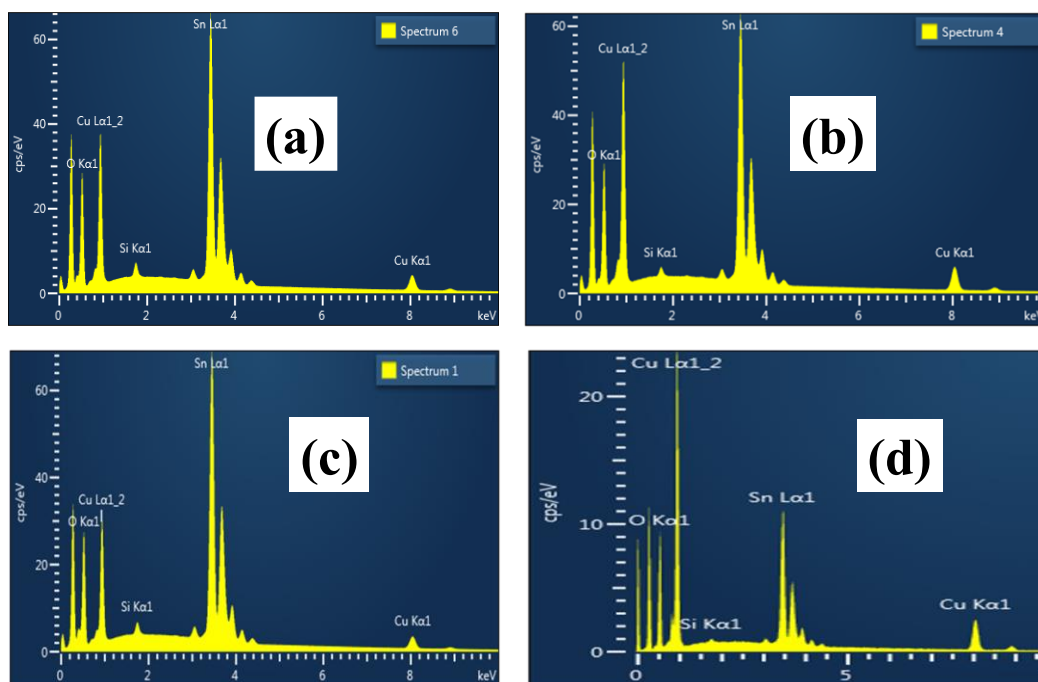 Sn Lα1
Spectrum 6
60
Cu Lα1_2
40
(a)
cps/eV
O Kα1
20
Si Kα1
Cu Kα1
0
0 2 4 6 8 keV
Sn Lα1
Spectrum 4
60
Cu Lα1_2
40
(b)
cps/eV
O Kα1
20
Si Kα1
Cu Kα1
0
0 2 4 6 8 keV
Sn Lα1
Spectrum 1
60
(c)
40
cps/eV
Cu Lα1_2
O Kα1
20
Si Kα1
Cu Kα1
0
0 2 4 6 8 keV
Cu Lα1_2
20
(d)
cps/eV
Sn Lα1
10
O Kα1
Cu Kα1
Si Kα1
0
5